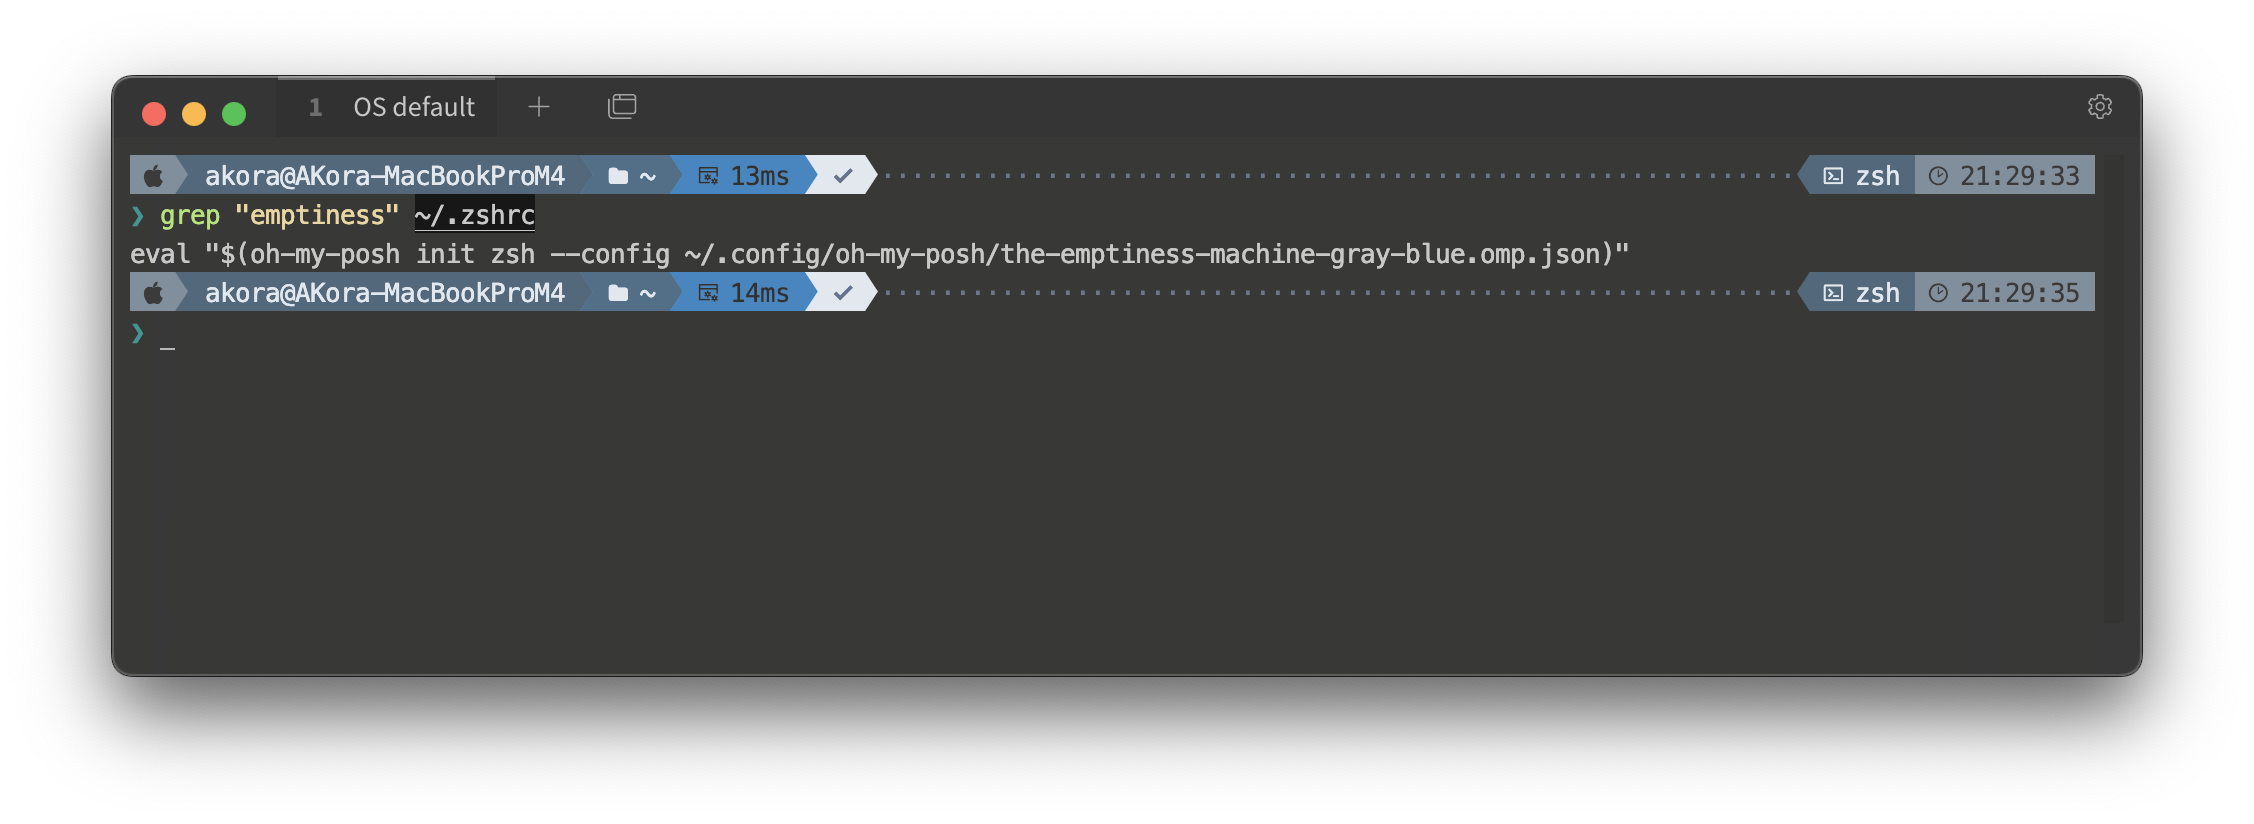 1 OS default
akora@AKora-MacBookProM4 ~ 13ms zsh 21:29:33
❯ grep "emptiness" ~/.zshrc
eval "$(oh-my-posh init zsh --config ~/.config/oh-my-posh/the-emptiness-machine-gray-blue.omp.json)"
akora@AKora-MacBookProM4 ~ 14ms zsh 21:29:35
❯ _